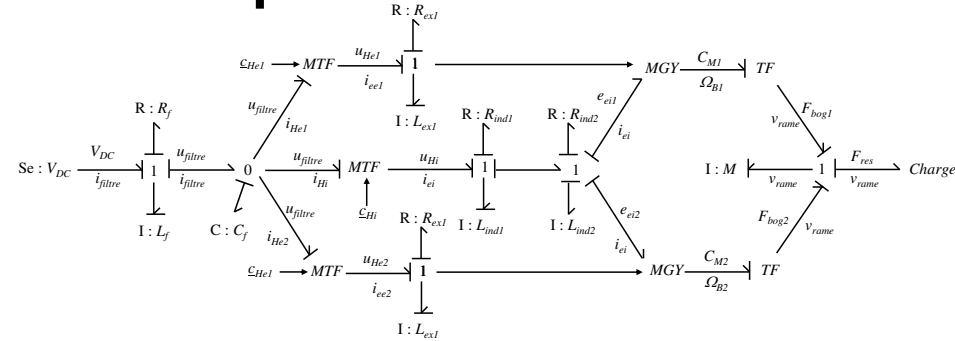 R : R_ex1
c_He1 MTF u_He1 1 MGY C_M1 TF
i_ee1 Ω_B1
I : L_ex1
R : R_f u_filtre i_He1 R : R_ind1 R : R_ind2 e_ei1 i_ei F_bog1 v_rame
Se : V_DC V_DC i_filtre 1 u_filtre i_filtre 0 u_filtre i_Hi MTF u_Hi i_ei 1 1 I : M v_rame 1 F_res v_rame Charge
I : L_f C : C_f u_filtre i_He2 c_Hi I : L_ind1 I : L_ind2 e_ei2 i_ei F_bog2 v_rame
R : R_ex1
c_He1 MTF u_He2 1 MGY C_M2 TF
i_ee2 Ω_B2
I : L_ex1